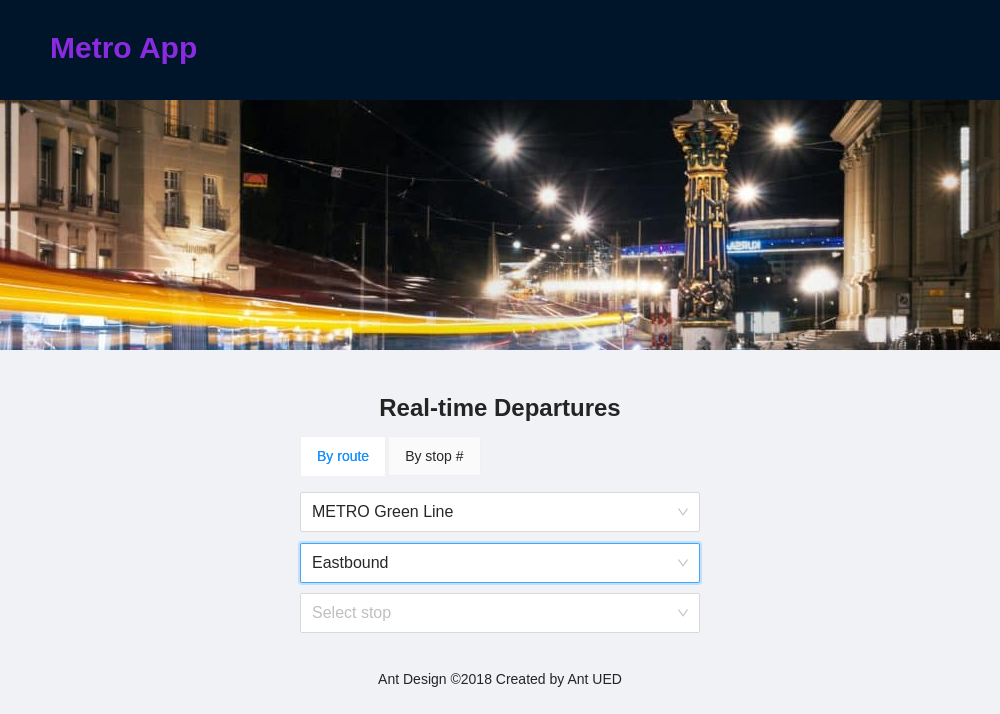 Metro App
Real-time Departures
By route
By stop #
METRO Green Line
Eastbound
Select stop
Ant Design ©2018 Created by Ant UED